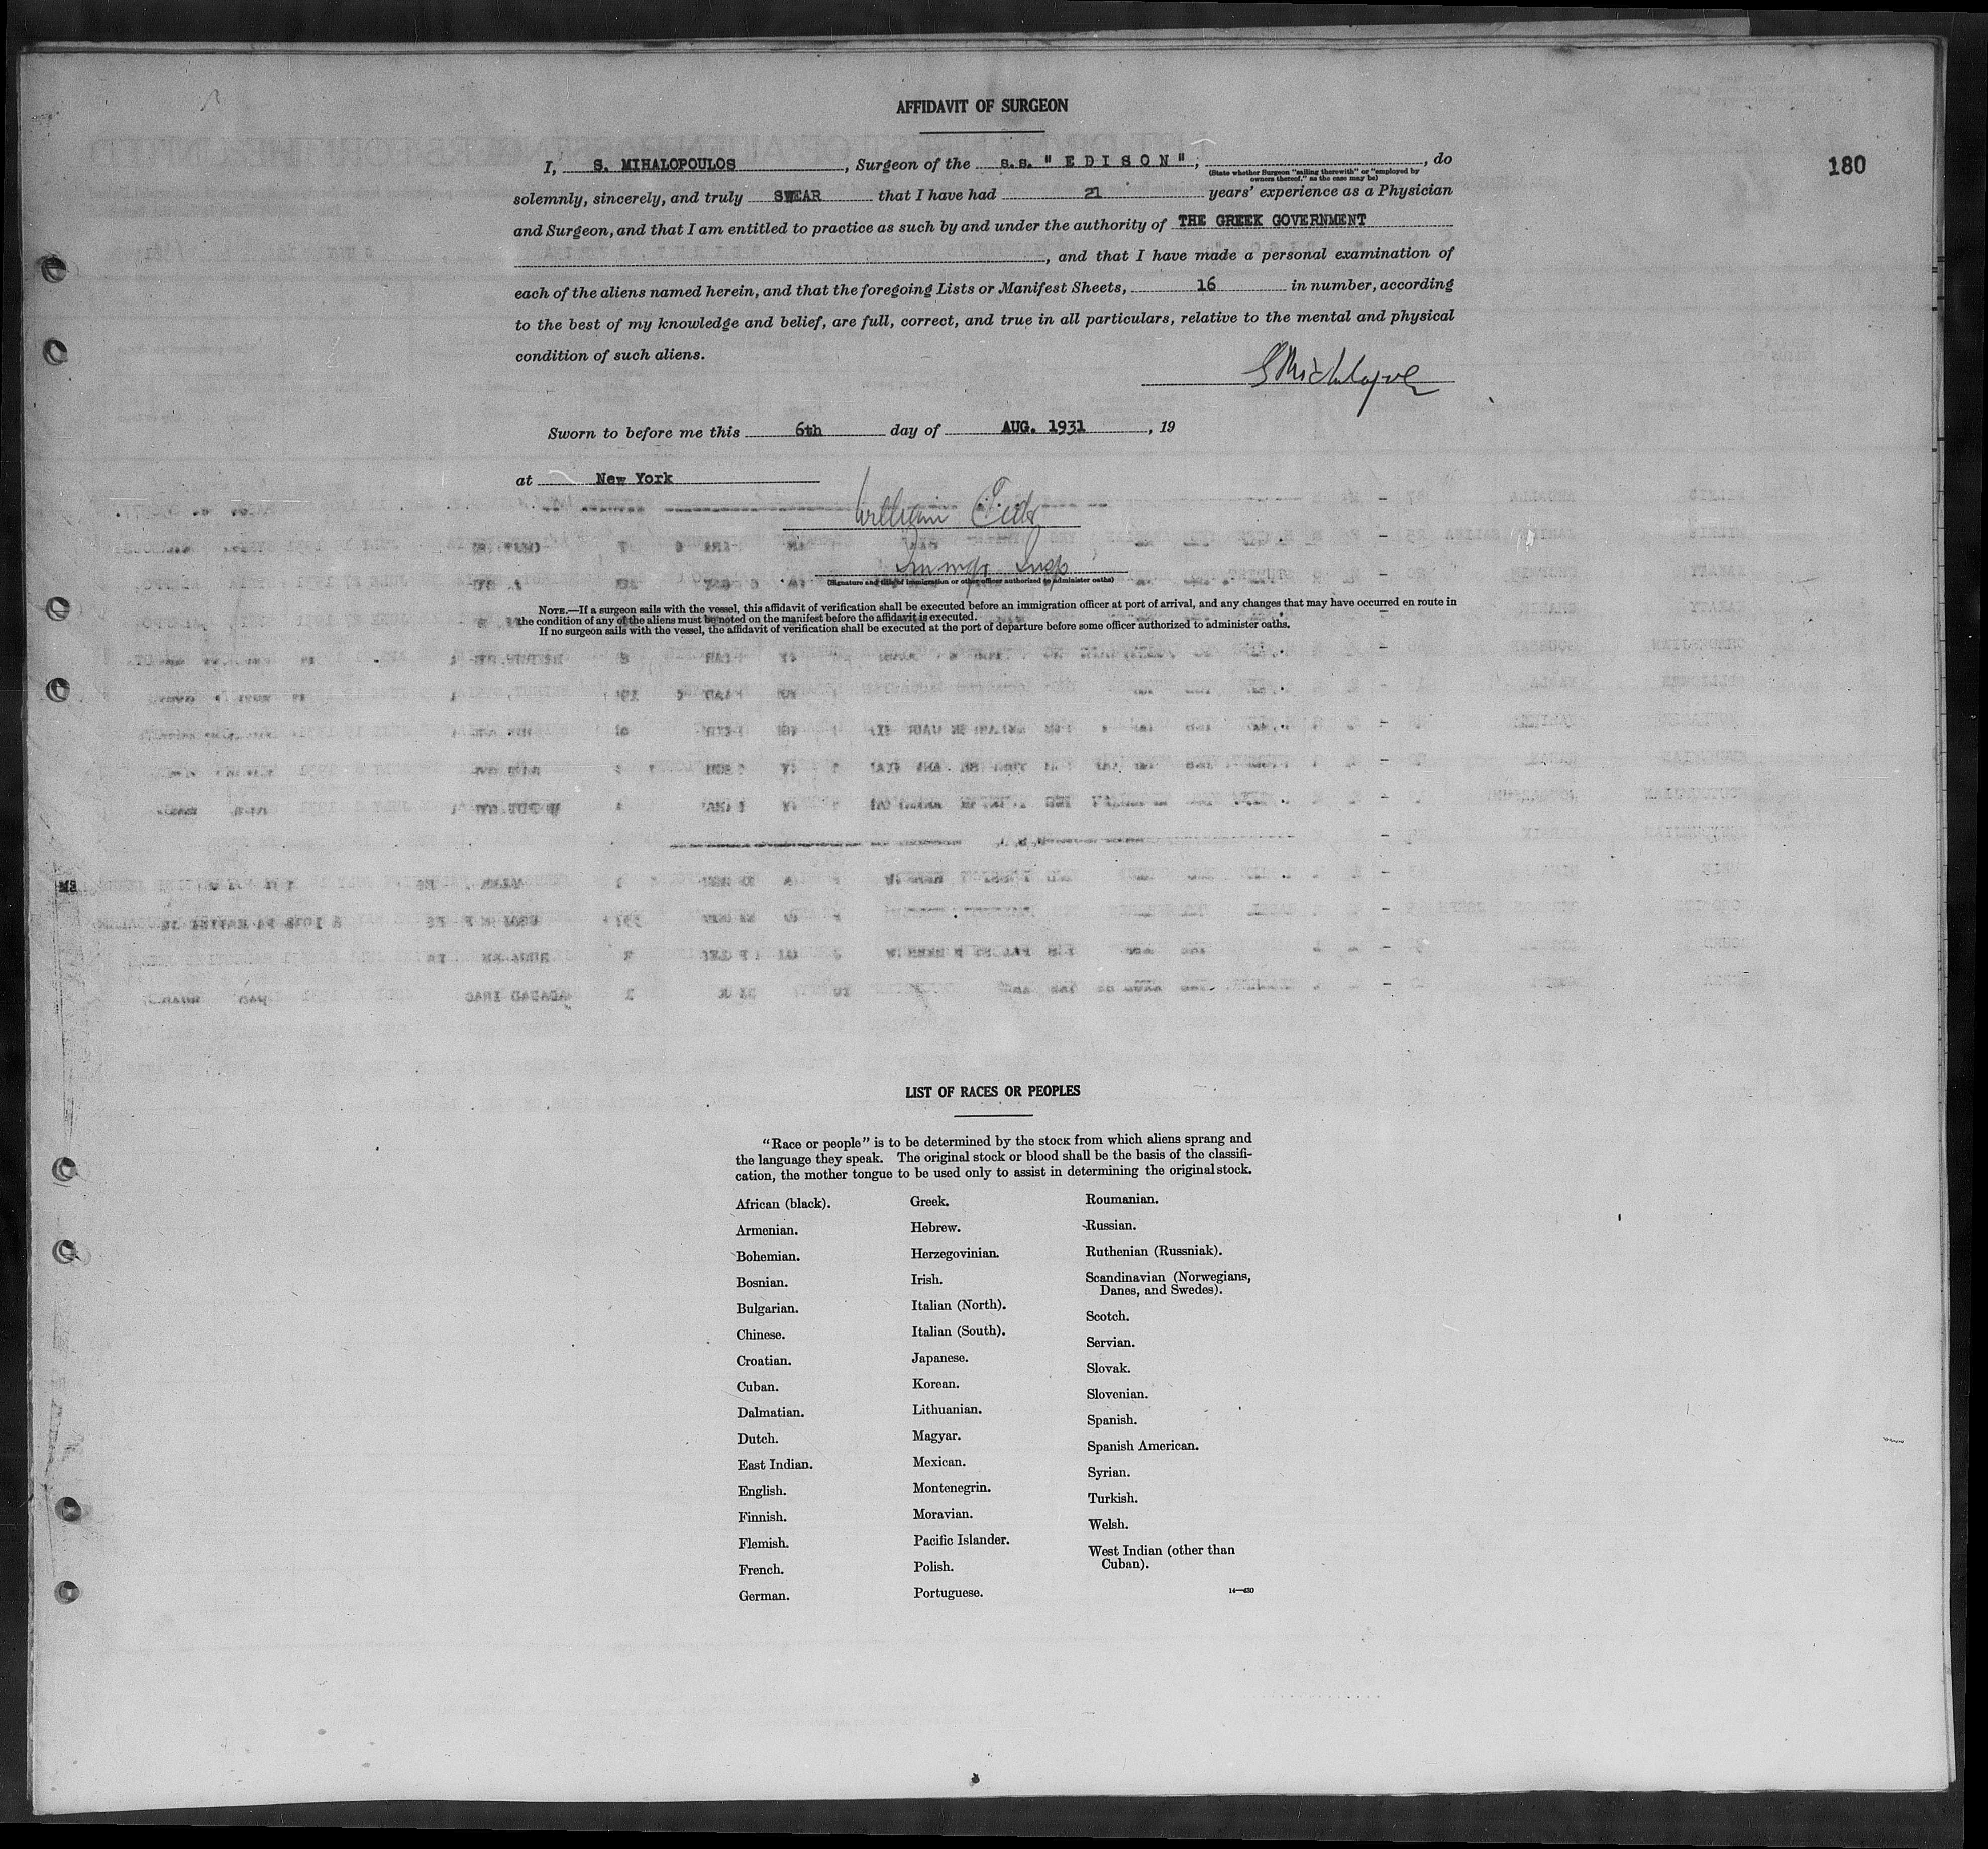 AFFIDAVIT OF SURGEON
180
I, S. MIHALOPOULOS, Surgeon of the s.s. "EDISON", , do
(State whether Surgeon "sailing therewith" or "employed by
owners thereof," as the case may be)
solemnly, sincerely, and truly SWEAR that I have had 21 years' experience as a Physician
and Surgeon, and that I am entitled to practice as such by and under the authority of THE GREEK GOVERNMENT
, and that I have made a personal examination of
each of the aliens named herein, and that the foregoing Lists or Manifest Sheets, 16 in number, according
to the best of my knowledge and belief, are full, correct, and true in all particulars, relative to the mental and physical
condition of such aliens.
Sworn to before me this 6th day of AUG. 1931, 19
at New York
William
Immgr Insp
(Signature and title of immigration or other officer authorized to administer oaths)
NOTE.—If a surgeon sails with the vessel, this affidavit of verification shall be executed before an immigration officer at port of arrival, and any changes that may have occurred en route in
the condition of any of the aliens must be noted on the manifest before the affidavit is executed.
If no surgeon sails with the vessel, the affidavit of verification shall be executed at the port of departure before some officer authorized to administer oaths.
LIST OF RACES OR PEOPLES
"Race or people" is to be determined by the stock from which aliens sprang and
the language they speak. The original stock or blood shall be the basis of the classifi-
cation, the mother tongue to be used only to assist in determining the original stock.
African (black).
Armenian.
Bohemian.
Bosnian.
Bulgarian.
Chinese.
Croatian.
Cuban.
Dalmatian.
Dutch.
East Indian.
English.
Finnish.
Flemish.
French.
German.
Greek.
Hebrew.
Herzegovinian.
Irish.
Italian (North).
Italian (South).
Japanese.
Korean.
Lithuanian.
Magyar.
Mexican.
Montenegrin.
Moravian.
Pacific Islander.
Polish.
Portuguese.
Roumanian.
Russian.
Ruthenian (Russniak).
Scandinavian (Norwegians,
Danes, and Swedes).
Scotch.
Servian.
Slovak.
Slovenian.
Spanish.
Spanish American.
Syrian.
Turkish.
Welsh.
West Indian (other than
Cuban).
14—430